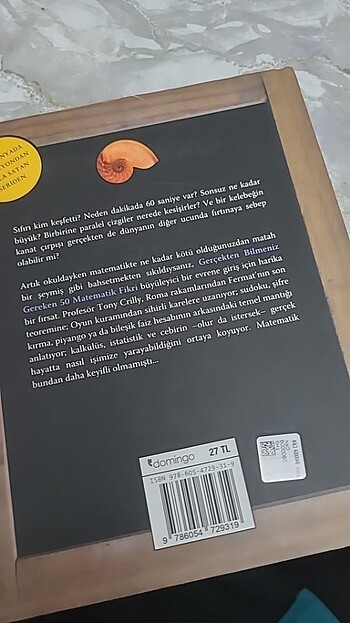 NYADA
YONDAN
LA SATAN
SERİDEN
Sıfırı kim keşfetti? Neden dakikada 60 saniye var? Sonsuz ne kadar
büyük? Birbirine paralel çizgiler nerede kesişirler? Ve bir kelebeğin
kanat çırpışı gerçekten de dünyanın diğer ucunda fırtınaya sebep
olabilir mi?
Artık okuldayken matematikte ne kadar kötü olduğunuzdan matah
bir şeymiş gibi bahsetmekten sıkıldıysanız, Gerçekten Bilmeniz
Gereken 50 Matematik Fikri büyüleyici bir evrene giriş için harika
bir fırsat. Profesör Tony Crilly, Roma rakamlarından Fermat'nın son
teoremine; Oyun kuramından sihirli karelere uzanıyor; sudoku, şifre
kırma, piyango ya da bileşik faiz hesabının arkasındaki temel mantığı
anlatıyor; kalkülüs, istatistik ve cebirin –olur da istersek– gerçek
hayatta nasıl işimize yarayabildiğini ortaya koyuyor. Matematik
bundan daha keyifli olmamıştı...
domingo 27 TL
ISBN 978-605-4729-31-9
9 786054 729319